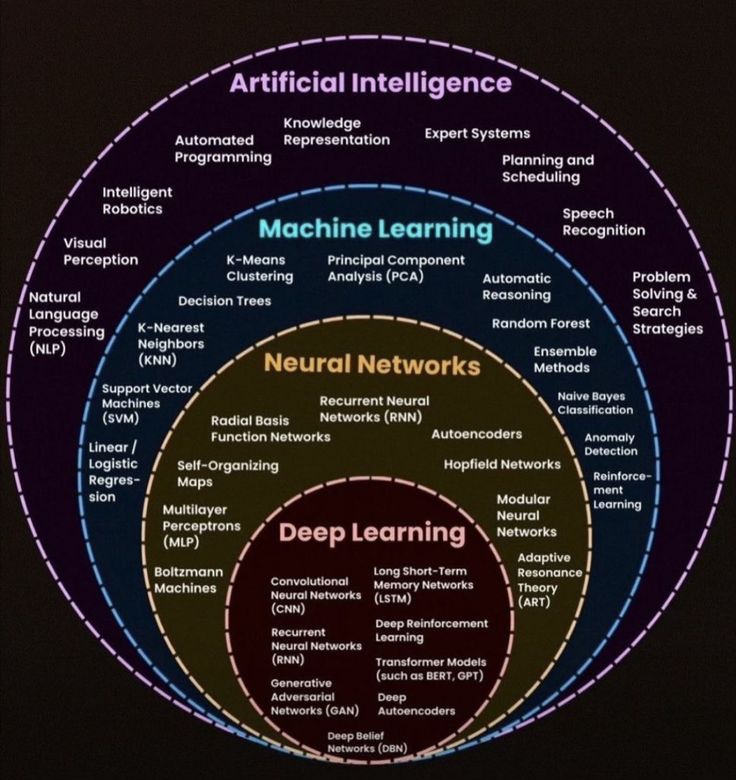 Artificial Intelligence
Knowledge
Representation
Expert Systems
Automated
Programming
Planning and
Scheduling
Intelligent
Robotics
Speech
Recognition
Visual
Perception
Problem
Solving &
Search
Strategies
Natural
Language
Processing
(NLP)
Machine Learning
K-Means
Clustering
Principal Component
Analysis (PCA)
Automatic
Reasoning
Decision Trees
Random Forest
K-Nearest
Neighbors
(KNN)
Ensemble
Methods
Support Vector
Machines
(SVM)
Naive Bayes
Classification
Linear /
Logistic
Regres-
sion
Anomaly
Detection
Reinforce-
ment
Learning
Neural Networks
Recurrent Neural
Networks (RNN)
Radial Basis
Function Networks
Autoencoders
Self-Organizing
Maps
Hopfield Networks
Multilayer
Perceptrons
(MLP)
Modular
Neural
Networks
Boltzmann
Machines
Adaptive
Resonance
Theory
(ART)
Deep Learning
Convolutional
Neural Networks
(CNN)
Long Short-Term
Memory Networks
(LSTM)
Recurrent
Neural Networks
(RNN)
Deep Reinforcement
Learning
Generative
Adversarial
Networks (GAN)
Transformer Models
(such as BERT, GPT)
Deep
Autoencoders
Deep Belief
Networks (DBN)